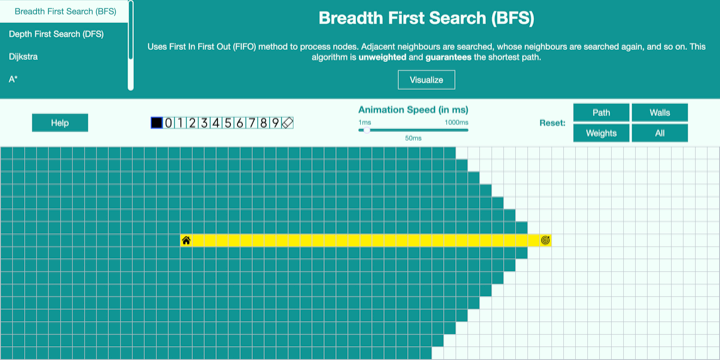 Breadth First Search (BFS)
Depth First Search (DFS)
Dijkstra
A*
Breadth First Search (BFS)
Uses First In First Out (FIFO) method to process nodes. Adjacent neighbours are searched, whose neighbours are searched again, and so on. This
algorithm is unweighted and guarantees the shortest path.
Visualize
Help
0 1 2 3 4 5 6 7 8 9
Animation Speed (in ms)
1ms 1000ms
50ms
Reset:
Path Walls
Weights All